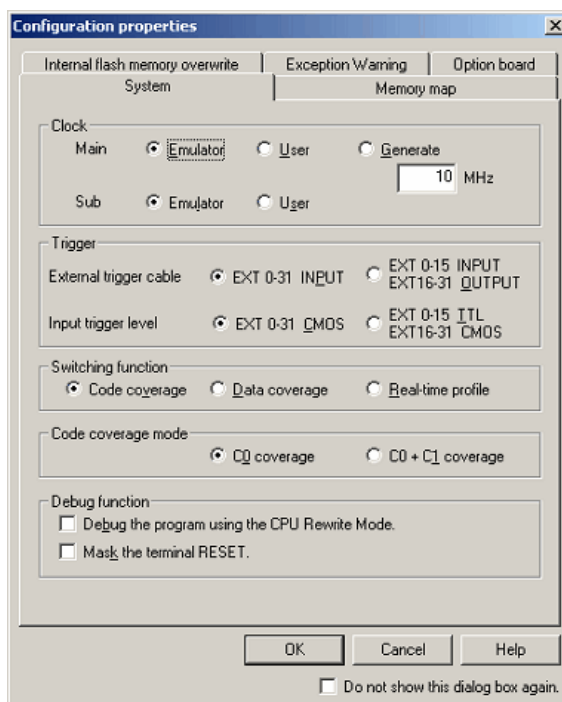 Configuration properties
Internal flash memory overwrite Exception Warning Option board
System Memory map
Clock
Main Emulator User Generate
10 MHz
Sub Emulator User
Trigger
External trigger cable EXT 0-31 INPUT EXT 0-15 INPUT
EXT16-31 OUTPUT
Input trigger level EXT 0-31 CMOS EXT 0-15 TTL
EXT16-31 CMOS
Switching function
Code coverage Data coverage Real-time profile
Code coverage mode
C0 coverage C0 + C1 coverage
Debug function
Debug the program using the CPU Rewrite Mode.
Mask the terminal RESET.
OK Cancel Help
Do not show this dialog box again.